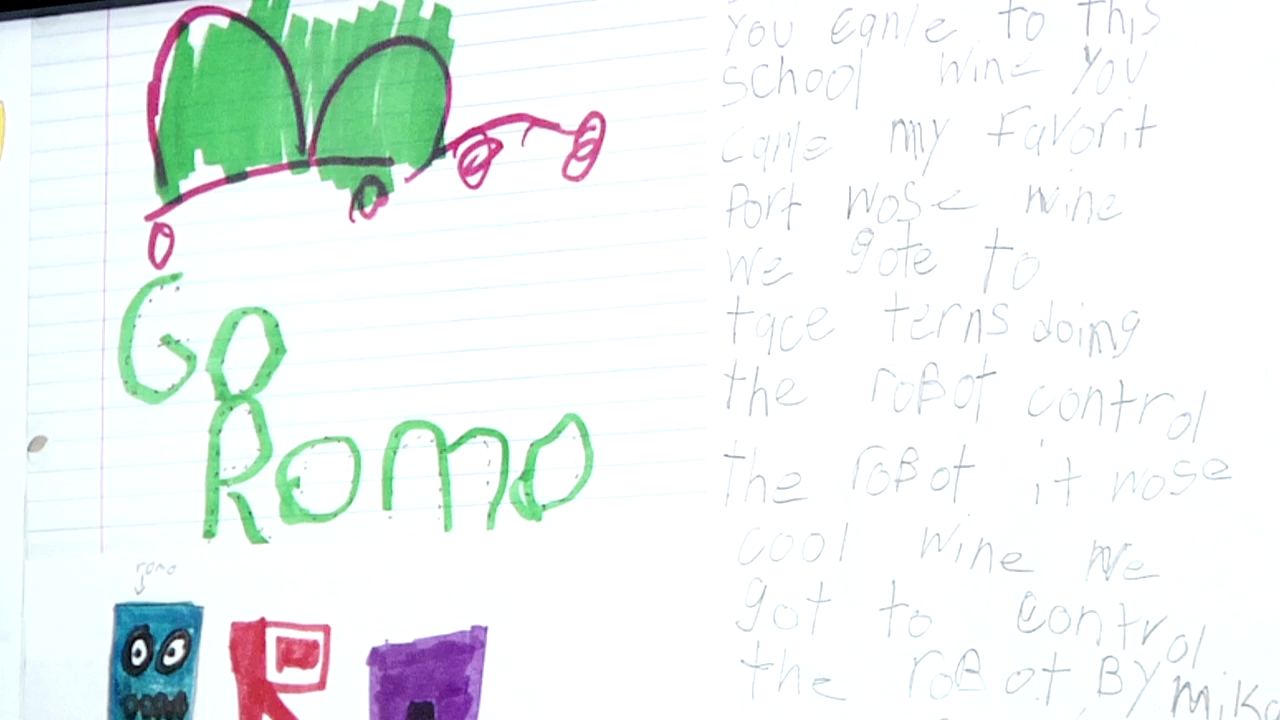 GO
ROMO
romo
you canle to this
school wine you
canle my favorit
Port wose wine
we gote to
tace terns doing
the roBot control
the roBot it wose
cool wine we
got to control
the roBot. By mika